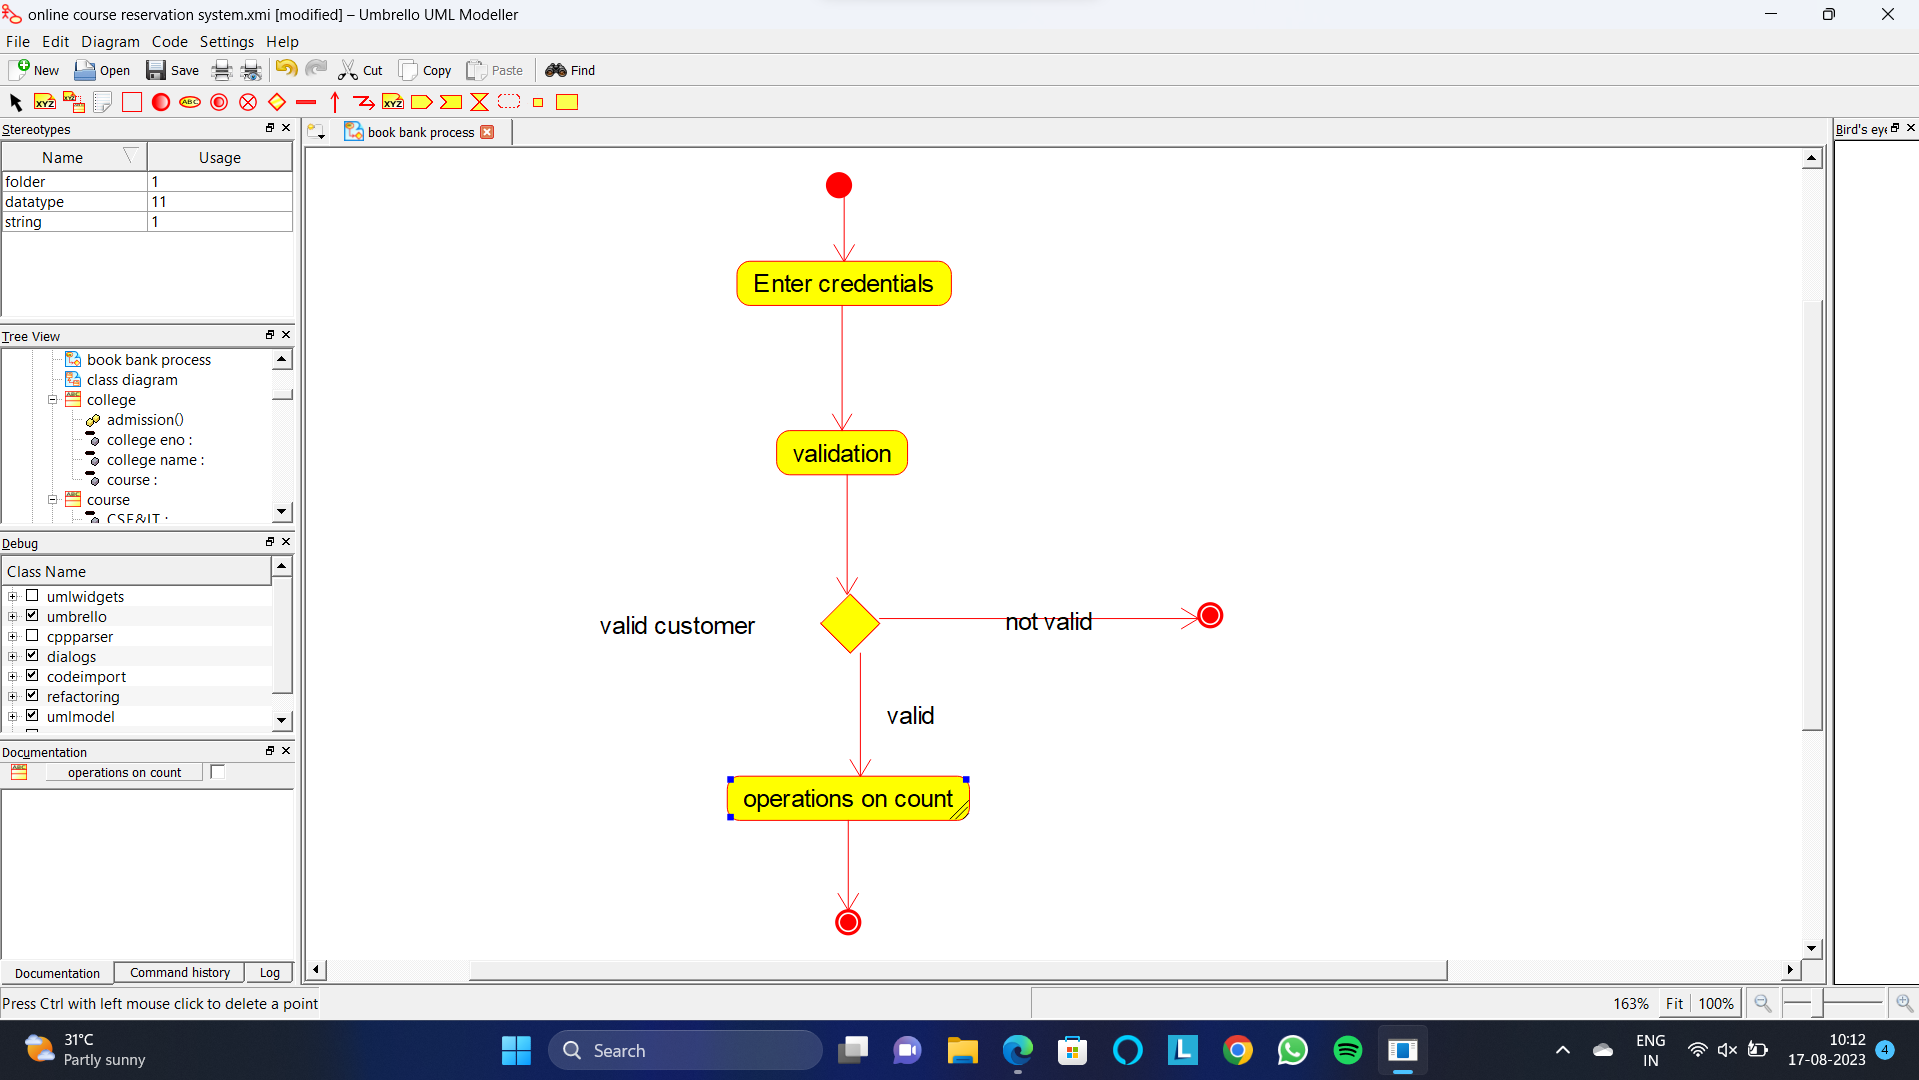 online course reservation system.xmi [modified] – Umbrello UML Modeller
File Edit Diagram Code Settings Help
New Open Save Cut Copy Paste Find
XYZ XYZ ABC XYZ
Stereotypes
Name Usage
folder 1
datatype 11
string 1
Tree View
book bank process
class diagram
college
admission()
college eno :
college name :
course :
course
CSE&IT :
Debug
Class Name
umlwidgets
umbrello
cppparser
dialogs
codeimport
refactoring
umlmodel
Documentation
operations on count
Documentation Command history Log
Press Ctrl with left mouse click to delete a point
book bank process
Enter credentials
validation
valid customer
not valid
valid
operations on count
Bird's eye
163% Fit 100%
31°C
Partly sunny
Search
L
ENG
IN
10:12
17-08-2023
4